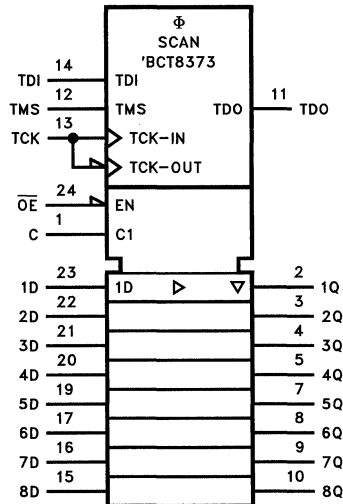 Φ
SCAN
'BCT8373
TDI 14 TDI
TMS 12 TMS TDO 11 TDO
TCK 13 TCK-IN
TCK-OUT
OE 24 EN
C 1 C1
1D 23 1D 2 1Q
2D 22 3 2Q
3D 21 4 3Q
4D 20 5 4Q
5D 19 7 5Q
6D 17 8 6Q
7D 16 9 7Q
8D 15 10 8Q